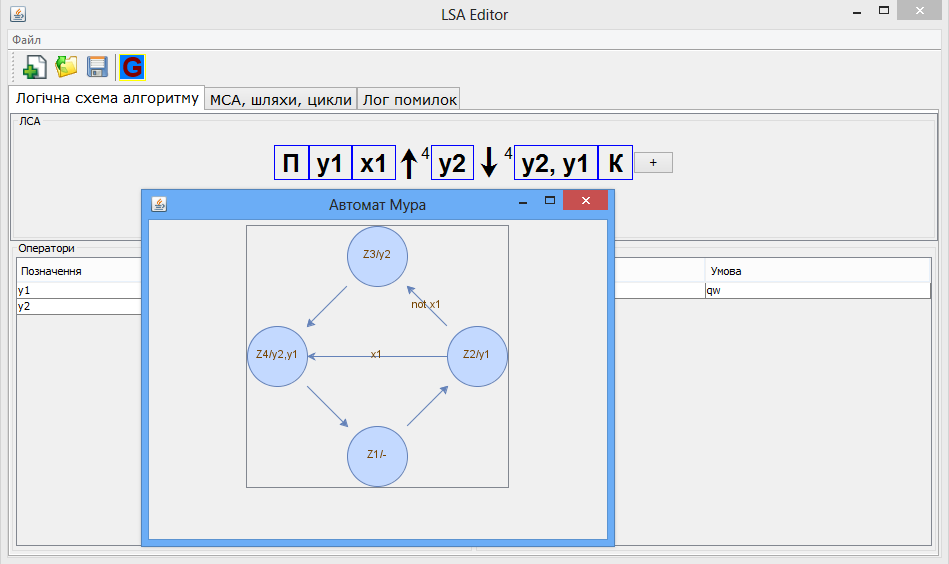 LSA Editor
Файл
G
Логічна схема алгоритму МСА, шляхи, цикли Лог помилок
ЛСА
П y1 x1 ↑ 4 y2 ↓ 4 y2, y1 К +
Автомат Мура
Оператори
Позначення Умова
y1 qw
y2
Z3/y2
not x1
Z4/y2,y1 x1 Z2/y1
Z1/-